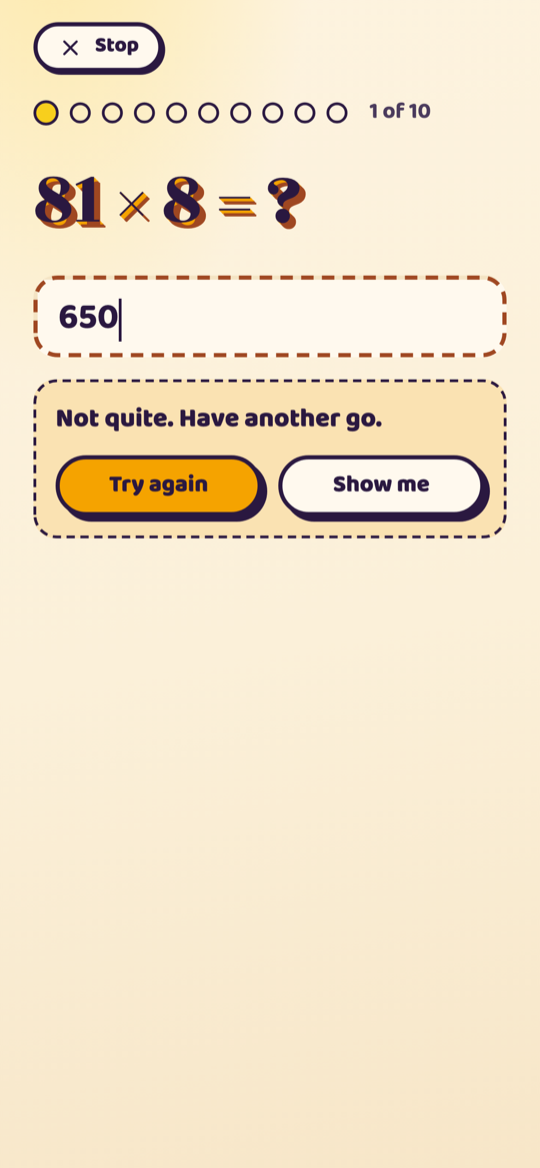 × Stop
1 of 10
81 × 8 = ?
650
Not quite. Have another go.
Try again
Show me